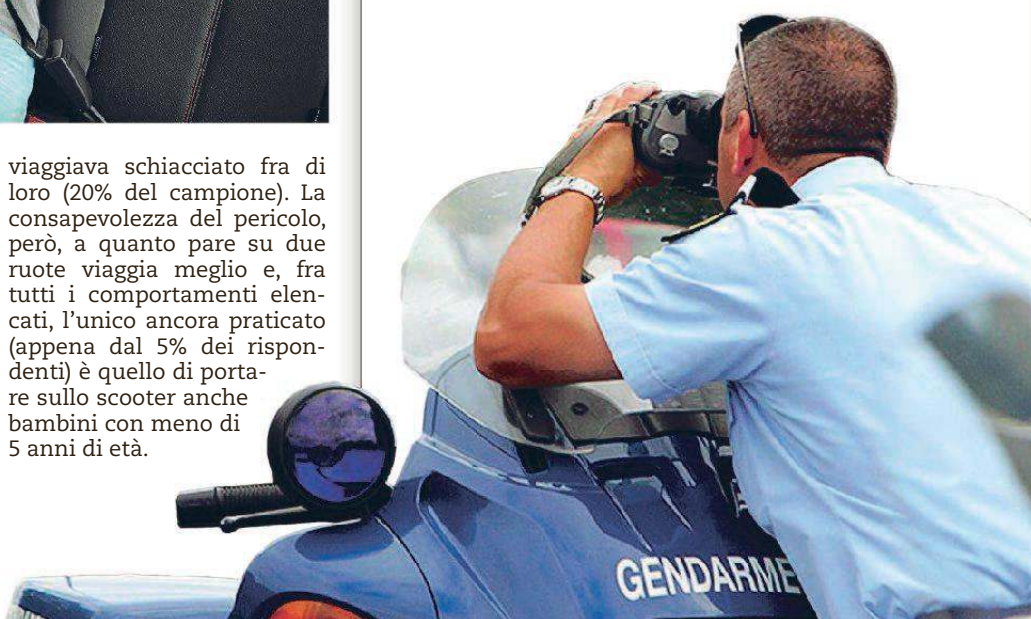 viaggiava schiacciato fra di
loro (20% del campione). La
consapevolezza del pericolo,
però, a quanto pare su due
ruote viaggia meglio e, fra
tutti i comportamenti elen-
cati, l'unico ancora praticato
(appena dal 5% dei rispon-
denti) è quello di porta-
re sullo scooter anche
bambini con meno di
5 anni di età.
GENDARME